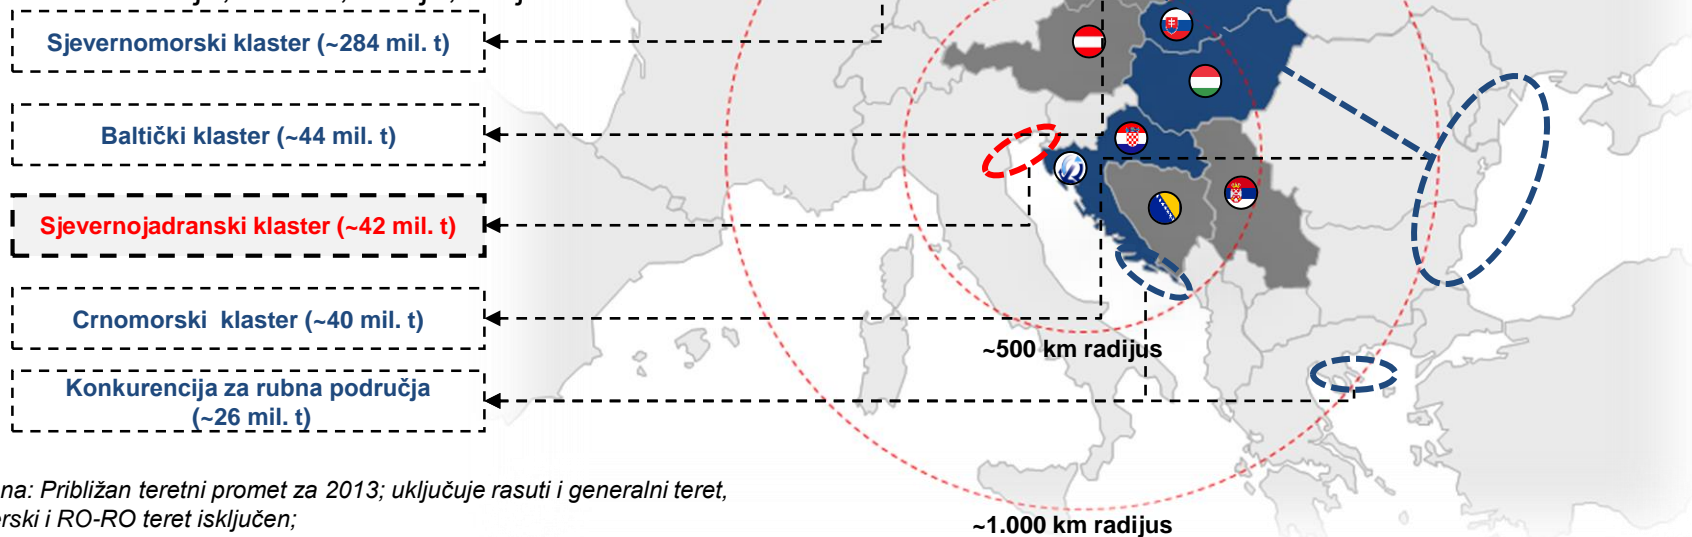 Sjevernomorski klaster (~284 mil. t)
Baltički klaster (~44 mil. t)
Sjevernojadranski klaster (~42 mil. t)
Crnomorski klaster (~40 mil. t)
~500 km radijus
Konkurencija za rubna područja
(~26 mil. t)
na: Približan teretni promet za 2013; uključuje rasuti i generalni teret,
erski i RO-RO teret isključen;
~1.000 km radijus